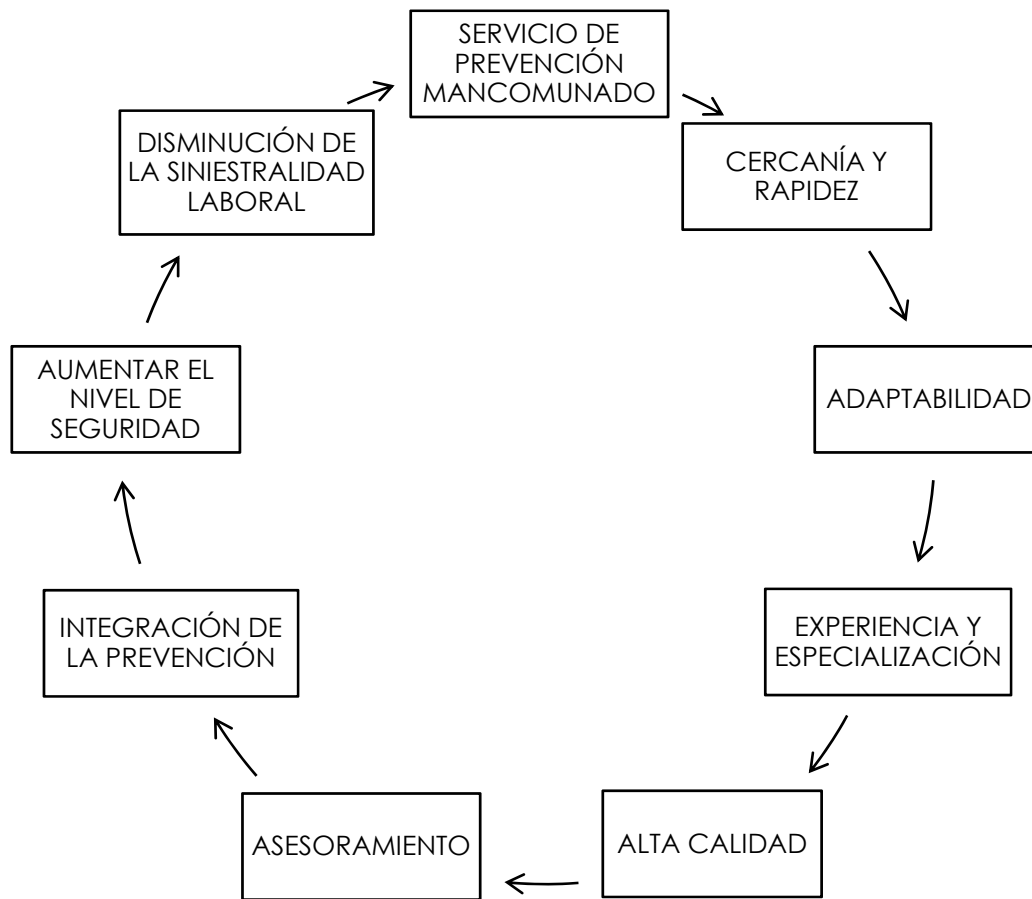 SERVICIO DE
PREVENCIÓN
MANCOMUNADO
CERCANÍA Y
RAPIDEZ
ADAPTABILIDAD
EXPERIENCIA Y
ESPECIALIZACIÓN
ALTA CALIDAD
ASESORAMIENTO
INTEGRACIÓN DE
LA PREVENCIÓN
AUMENTAR EL
NIVEL DE
SEGURIDAD
DISMINUCIÓN DE
LA SINIESTRALIDAD
LABORAL